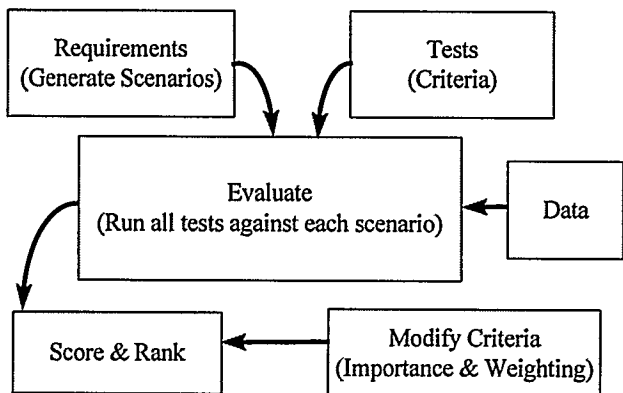 Requirements
(Generate Scenarios)
Tests
(Criteria)
Evaluate
(Run all tests against each scenario)
Data
Score & Rank
Modify Criteria
(Importance & Weighting)